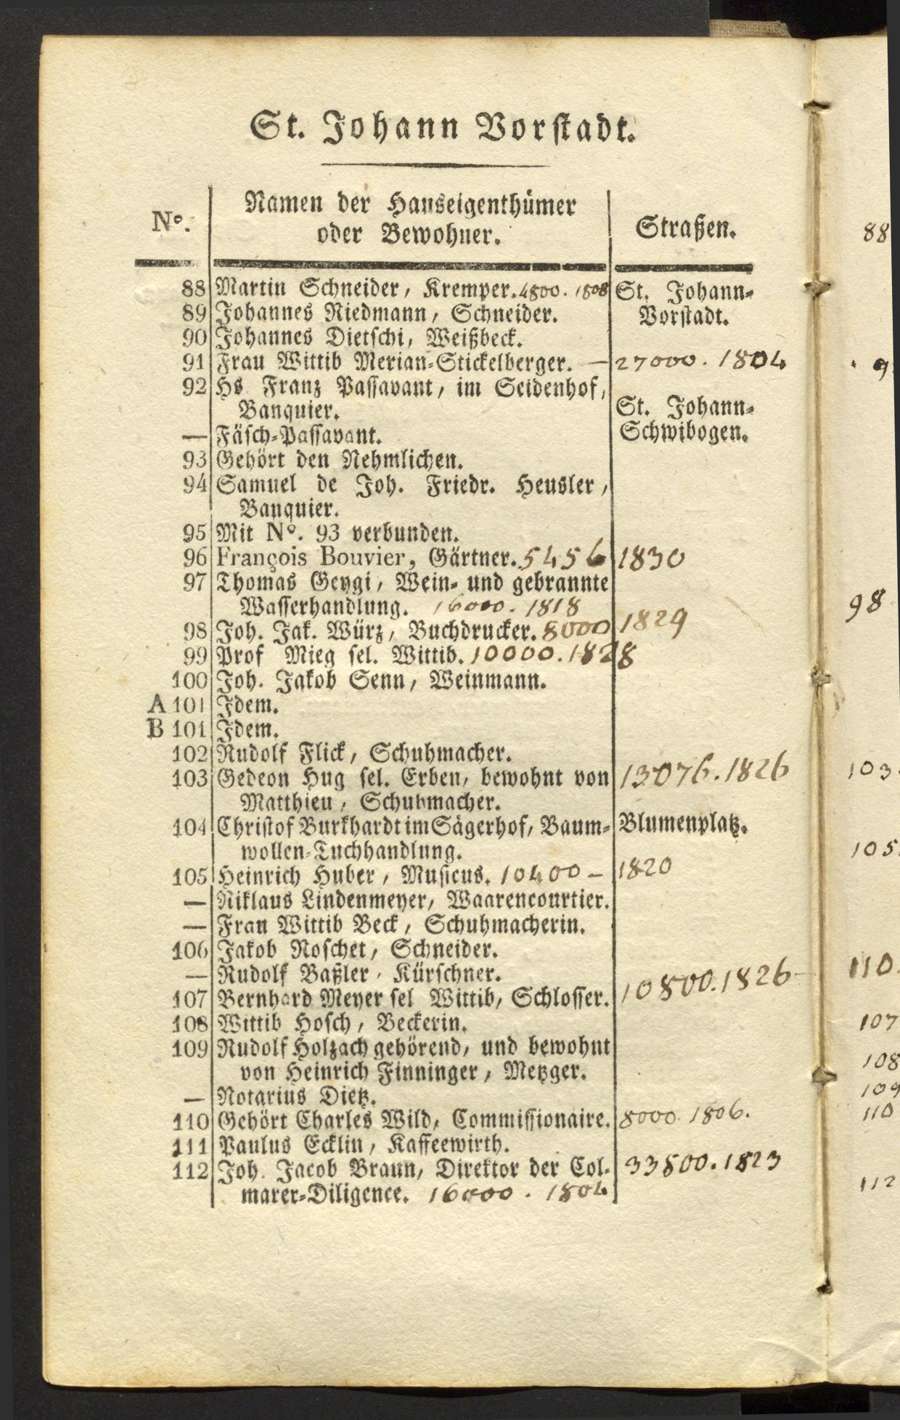 St. Johann Vorstadt.
No. Namen der Hauseigenthümer oder Bewohner. Straßen.
88 Martin Schneider, Kremper. 4800. 1808 St. Johann-
89 Johannes Riedmann, Schneider. Vorstadt.
90 Johannes Dietschi, Weißbeck.
91 Frau Wittib Merian-Stickelberger. — 27000. 1804
92 Hs Franz Passavant, im Seidenhof,
Banquier. St. Johann-
— Fäsch-Passavant. Schwibogen.
93 Gehört den Nehmlichen.
94 Samuel de Joh. Friedr. Heusler,
Banquier.
95 Mit No. 93 verbunden.
96 François Bouvier, Gärtner. 5456 1830
97 Thomas Geygi, Wein- und gebrannte
Wasserhandlung. 16000. 1818
98 Joh. Jak. Würz, Buchdrucker. 8000 1829
99 Prof Mieg sel. Wittib. 10000. 1828
100 Joh. Jakob Senn, Weinmann.
A 101 Idem.
B 101 Idem.
102 Rudolf Flick, Schuhmacher.
103 Gedeon Hug sel. Erben, bewohnt von 13076. 1826
Matthieu, Schuhmacher.
104 Christof Burkhardt im Sägerhof, Baum- Blumenplatz.
wollen-Tuchhandlung.
105 Heinrich Huber, Musicus. 10400 — 1820
— Niklaus Lindenmeyer, Waarencourtier.
— Frau Wittib Beck, Schuhmacherin.
106 Jakob Roschet, Schneider.
— Rudolf Baßler, Kürschner.
107 Bernhard Meyer sel Wittib, Schlosser. 10800. 1826
108 Wittib Hosch, Beckerin.
109 Rudolf Holzach gehörend, und bewohnt
von Heinrich Finninger, Metzger.
— Notarius Dietz.
110 Gehört Charles Wild, Commissionaire. 8000 1806.
111 Paulus Ecklin, Kaffeewirth.
112 Joh. Jacob Braun, Direktor der Col- 33800. 1823
marer-Diligence. 16000. 1804
88
98
103
105
110
107
108
109
110
112